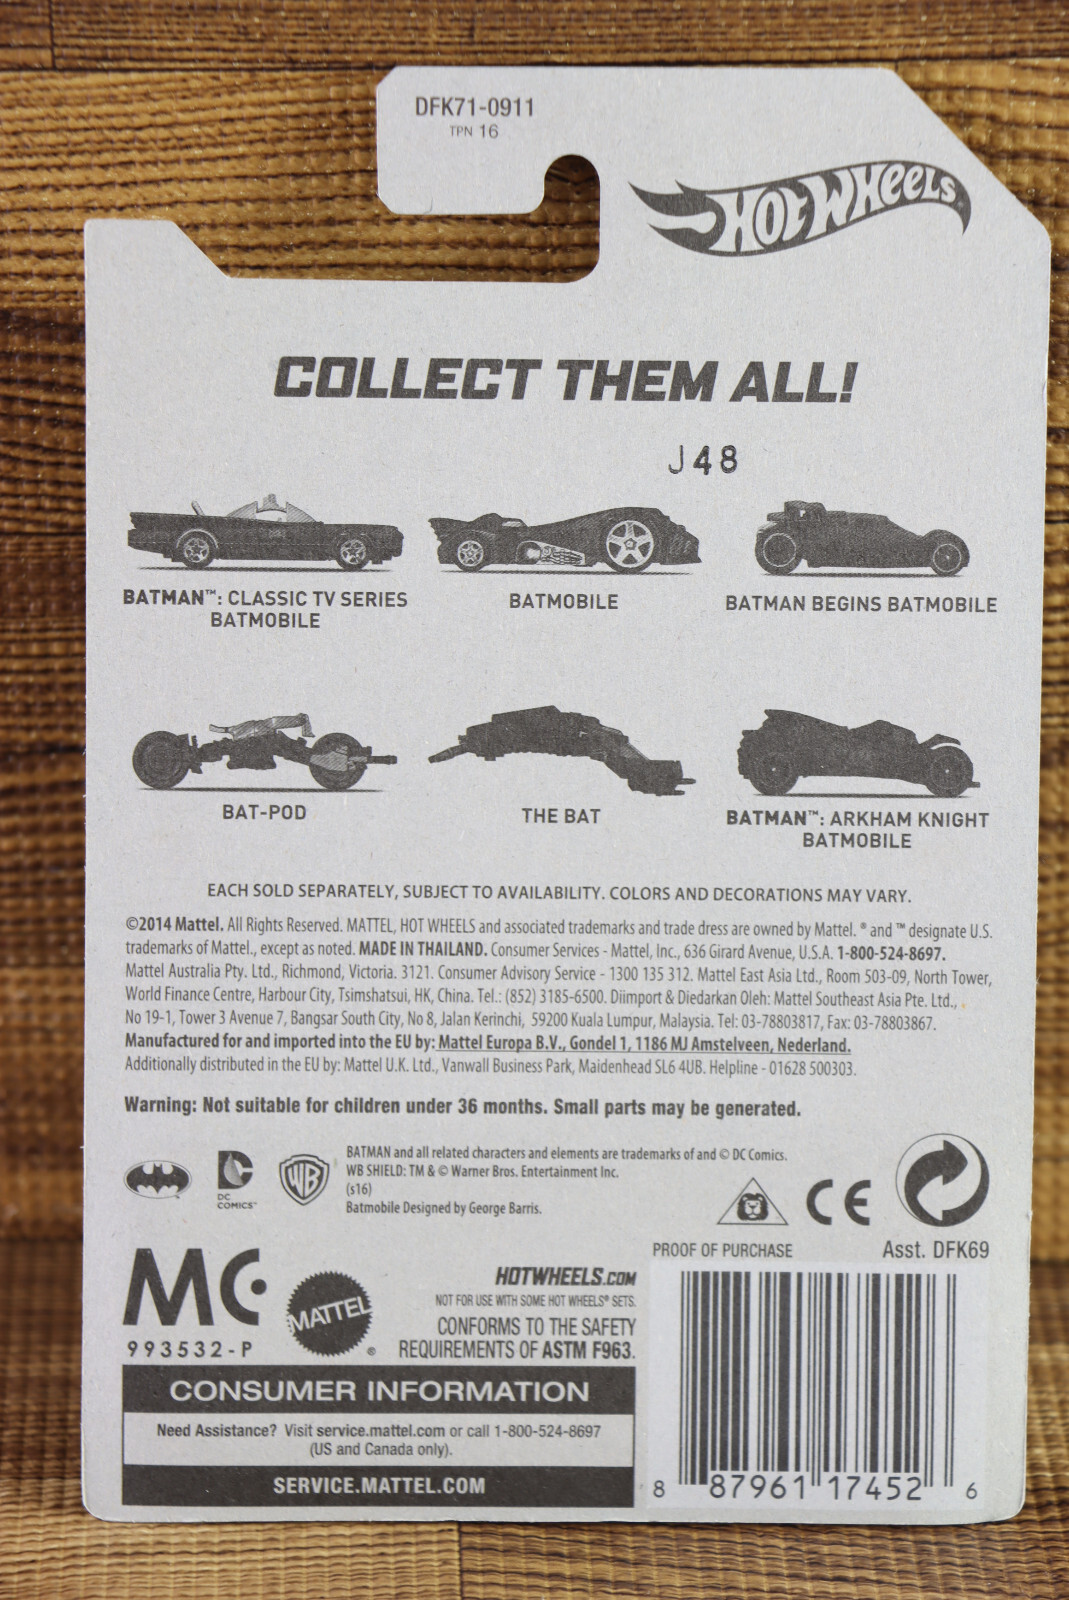 DFK71-0911
TPN 16
HOT WHEELS
COLLECT THEM ALL!
J48
BATMAN™: CLASSIC TV SERIES
BATMOBILE
BATMOBILE
BATMAN BEGINS BATMOBILE
BAT-POD
THE BAT
BATMAN™: ARKHAM KNIGHT
BATMOBILE
EACH SOLD SEPARATELY, SUBJECT TO AVAILABILITY. COLORS AND DECORATIONS MAY VARY.
©2014 Mattel. All Rights Reserved. MATTEL, HOT WHEELS and associated trademarks and trade dress are owned by Mattel. ® and ™ designate U.S.
trademarks of Mattel., except as noted. MADE IN THAILAND. Consumer Services - Mattel, Inc., 636 Girard Avenue, U.S.A. 1-800-524-8697.
Mattel Australia Pty. Ltd., Richmond, Victoria. 3121. Consumer Advisory Service - 1300 135 312. Mattel East Asia Ltd., Room 503-09, North Tower,
World Finance Centre, Harbour City, Tsimshatsui, HK, China. Tel.: (852) 3185-6500. Diimport & Diedarkan Oleh: Mattel Southeast Asia Pte. Ltd.,
No 19-1, Tower 3 Avenue 7, Bangsar South City, No 8, Jalan Kerinchi, 59200 Kuala Lumpur, Malaysia. Tel: 03-78803817, Fax: 03-78803867.
Manufactured for and imported into the EU by: Mattel Europa B.V., Gondel 1, 1186 MJ Amstelveen, Nederland.
Additionally distributed in the EU by: Mattel U.K. Ltd., Vanwall Business Park, Maidenhead SL6 4UB. Helpline - 01628 500303.
Warning: Not suitable for children under 36 months. Small parts may be generated.
DC
COMICS™
WB
BATMAN and all related characters and elements are trademarks of and © DC Comics.
WB SHIELD: TM & © Warner Bros. Entertainment Inc.
(s16)
Batmobile Designed by George Barris.
CE
PROOF OF PURCHASE
Asst. DFK69
MC
993532-P
MATTEL®
HOTWHEELS.COM
NOT FOR USE WITH SOME HOT WHEELS® SETS.
CONFORMS TO THE SAFETY
REQUIREMENTS OF ASTM F963.
CONSUMER INFORMATION
Need Assistance? Visit service.mattel.com or call 1-800-524-8697
(US and Canada only).
SERVICE.MATTEL.COM
8 87961 17452 6